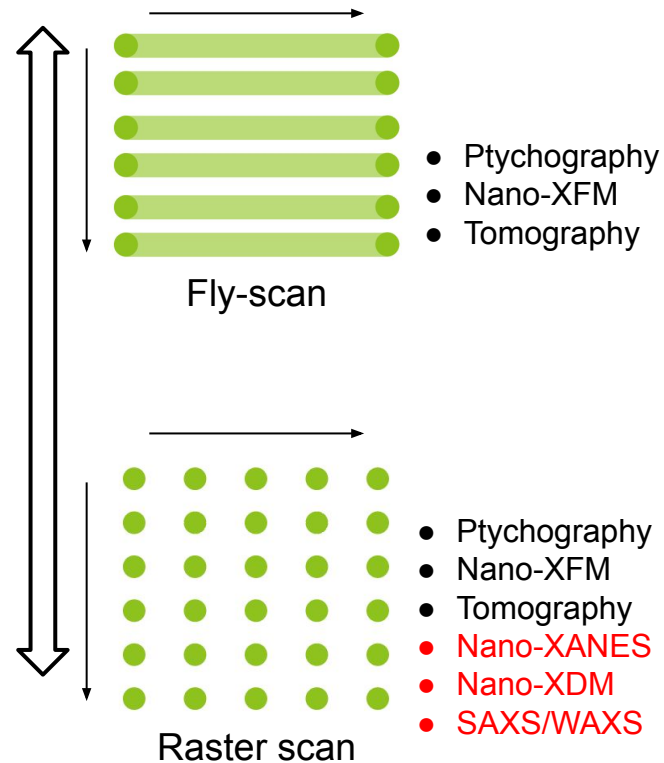 ● Ptychography
● Nano-XFM
● Tomography
Fly-scan
● Ptychography
● Nano-XFM
● Tomography
● Nano-XANES
● Nano-XDM
● SAXS/WAXS
Raster scan